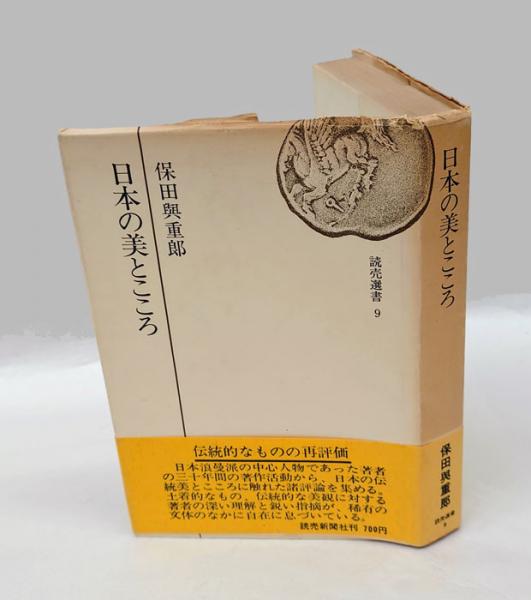 保田與重郎
日本の美とこころ
読売選書 9
伝統的なものの再評価
日本浪曼派の中心人物であった著者
の三十年間の著作活動から、日本の伝
統美とこころに触れた諸評論を集める。
土着的なもの、伝統的な美観に対する
著者の深い理解と鋭い指摘が、稀有の
文体のなかに自在に息づいている。
読売新聞社刊 700円
日本の美とこころ
保田與重郎
読売選書
9